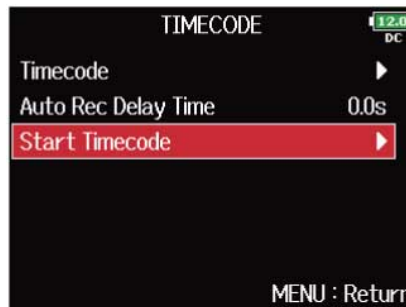 TIMECODE
12.0
DC
Timecode
Auto Rec Delay Time 0.0s
Start Timecode
MENU : Return